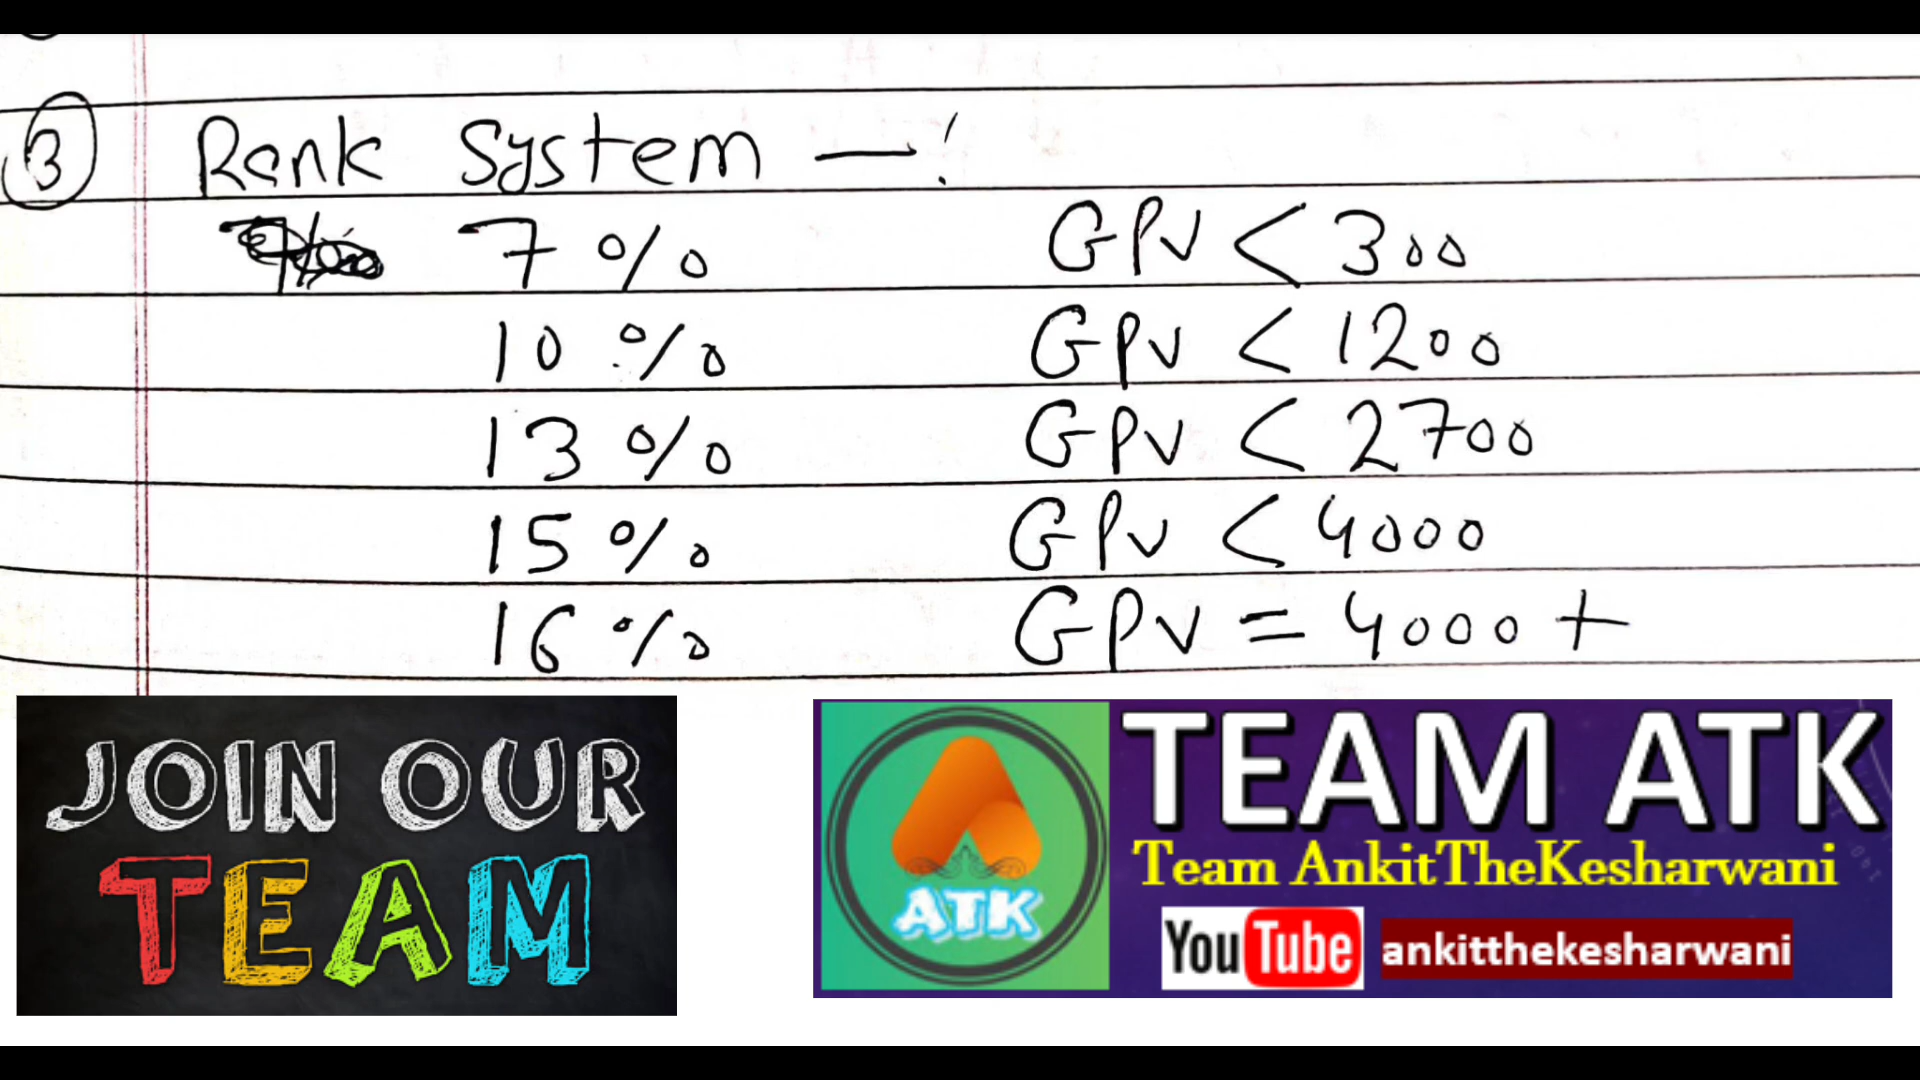 3 Rank System —!
7% GPV < 300
10% GPV < 1200
13% GPV < 2700
15% GPV < 4000
16% GPV = 4000 +
JOIN OUR
TEAM
ATK
TEAM ATK
Team AnkitTheKesharwani
YouTube ankitthekesharwani